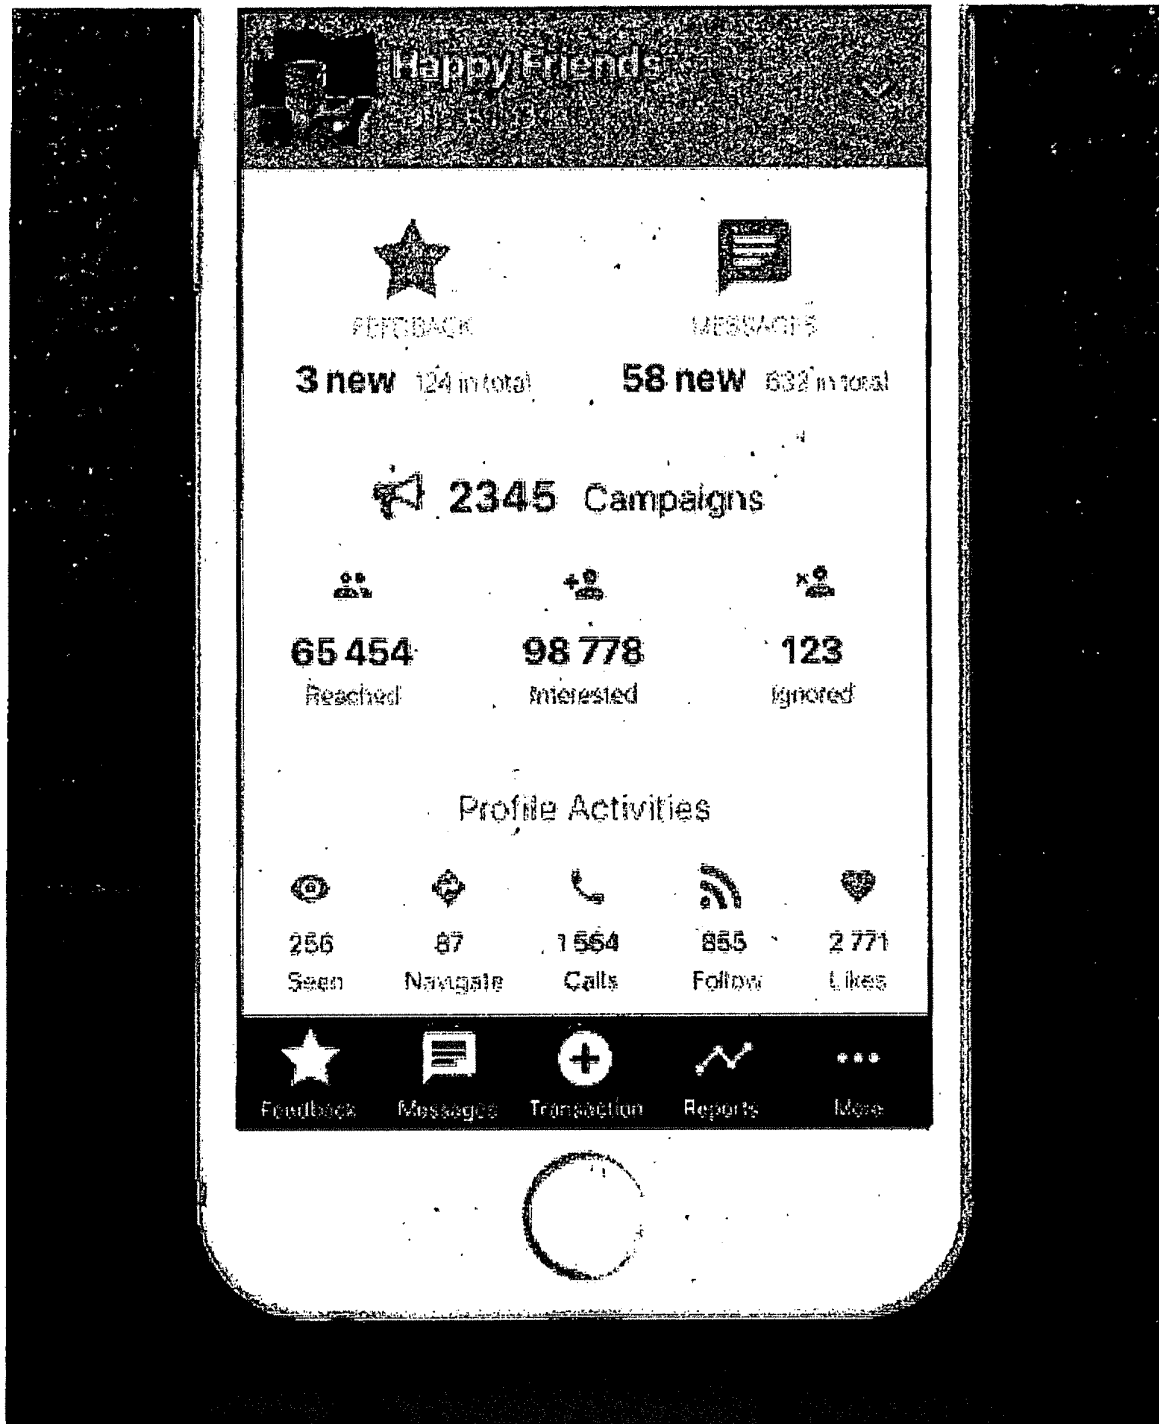 Happy Friends
FEEDBACK MESSAGES
3 new 124 in total 58 new 632 in total
2345 Campaigns
65 454 98 778 123
Reached Interested Ignored
Profile Activities
256 87 1 564 855 2 771
Seen Navigate Calls Follow Likes
Feedback Messages Transaction Reports More